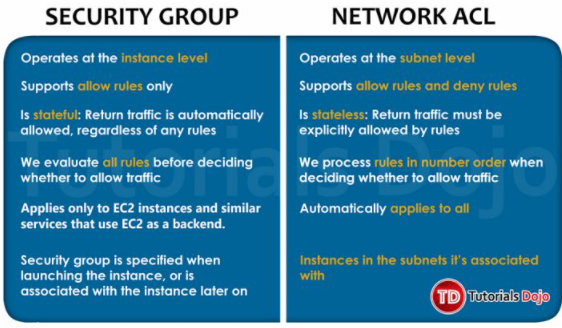 SECURITY GROUP
Operates at the instance level
Supports allow rules only
Is stateful: Return traffic is automatically
allowed, regardless of any rules
We evaluate all rules before deciding
whether to allow traffic
Applies only to EC2 instances and similar
services that use EC2 as a backend.
Security group is specified when
launching the instance, or is
associated with the instance later on
NETWORK ACL
Operates at the subnet level
Supports allow rules and deny rules
Is stateless: Return traffic must be
explicitly allowed by rules
We process rules in number order when
deciding whether to allow traffic
Automatically applies to all
Instances in the subnets it's associated
with
TD Tutorials Dojo
Tutorials Dojo